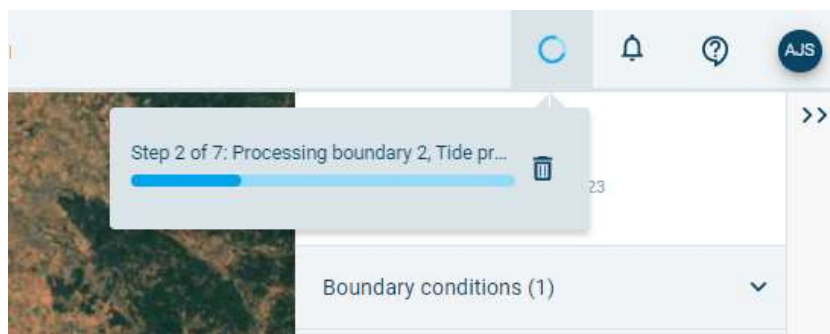 AJS
Step 2 of 7: Processing boundary 2, Tide pr...
23
Boundary conditions (1)